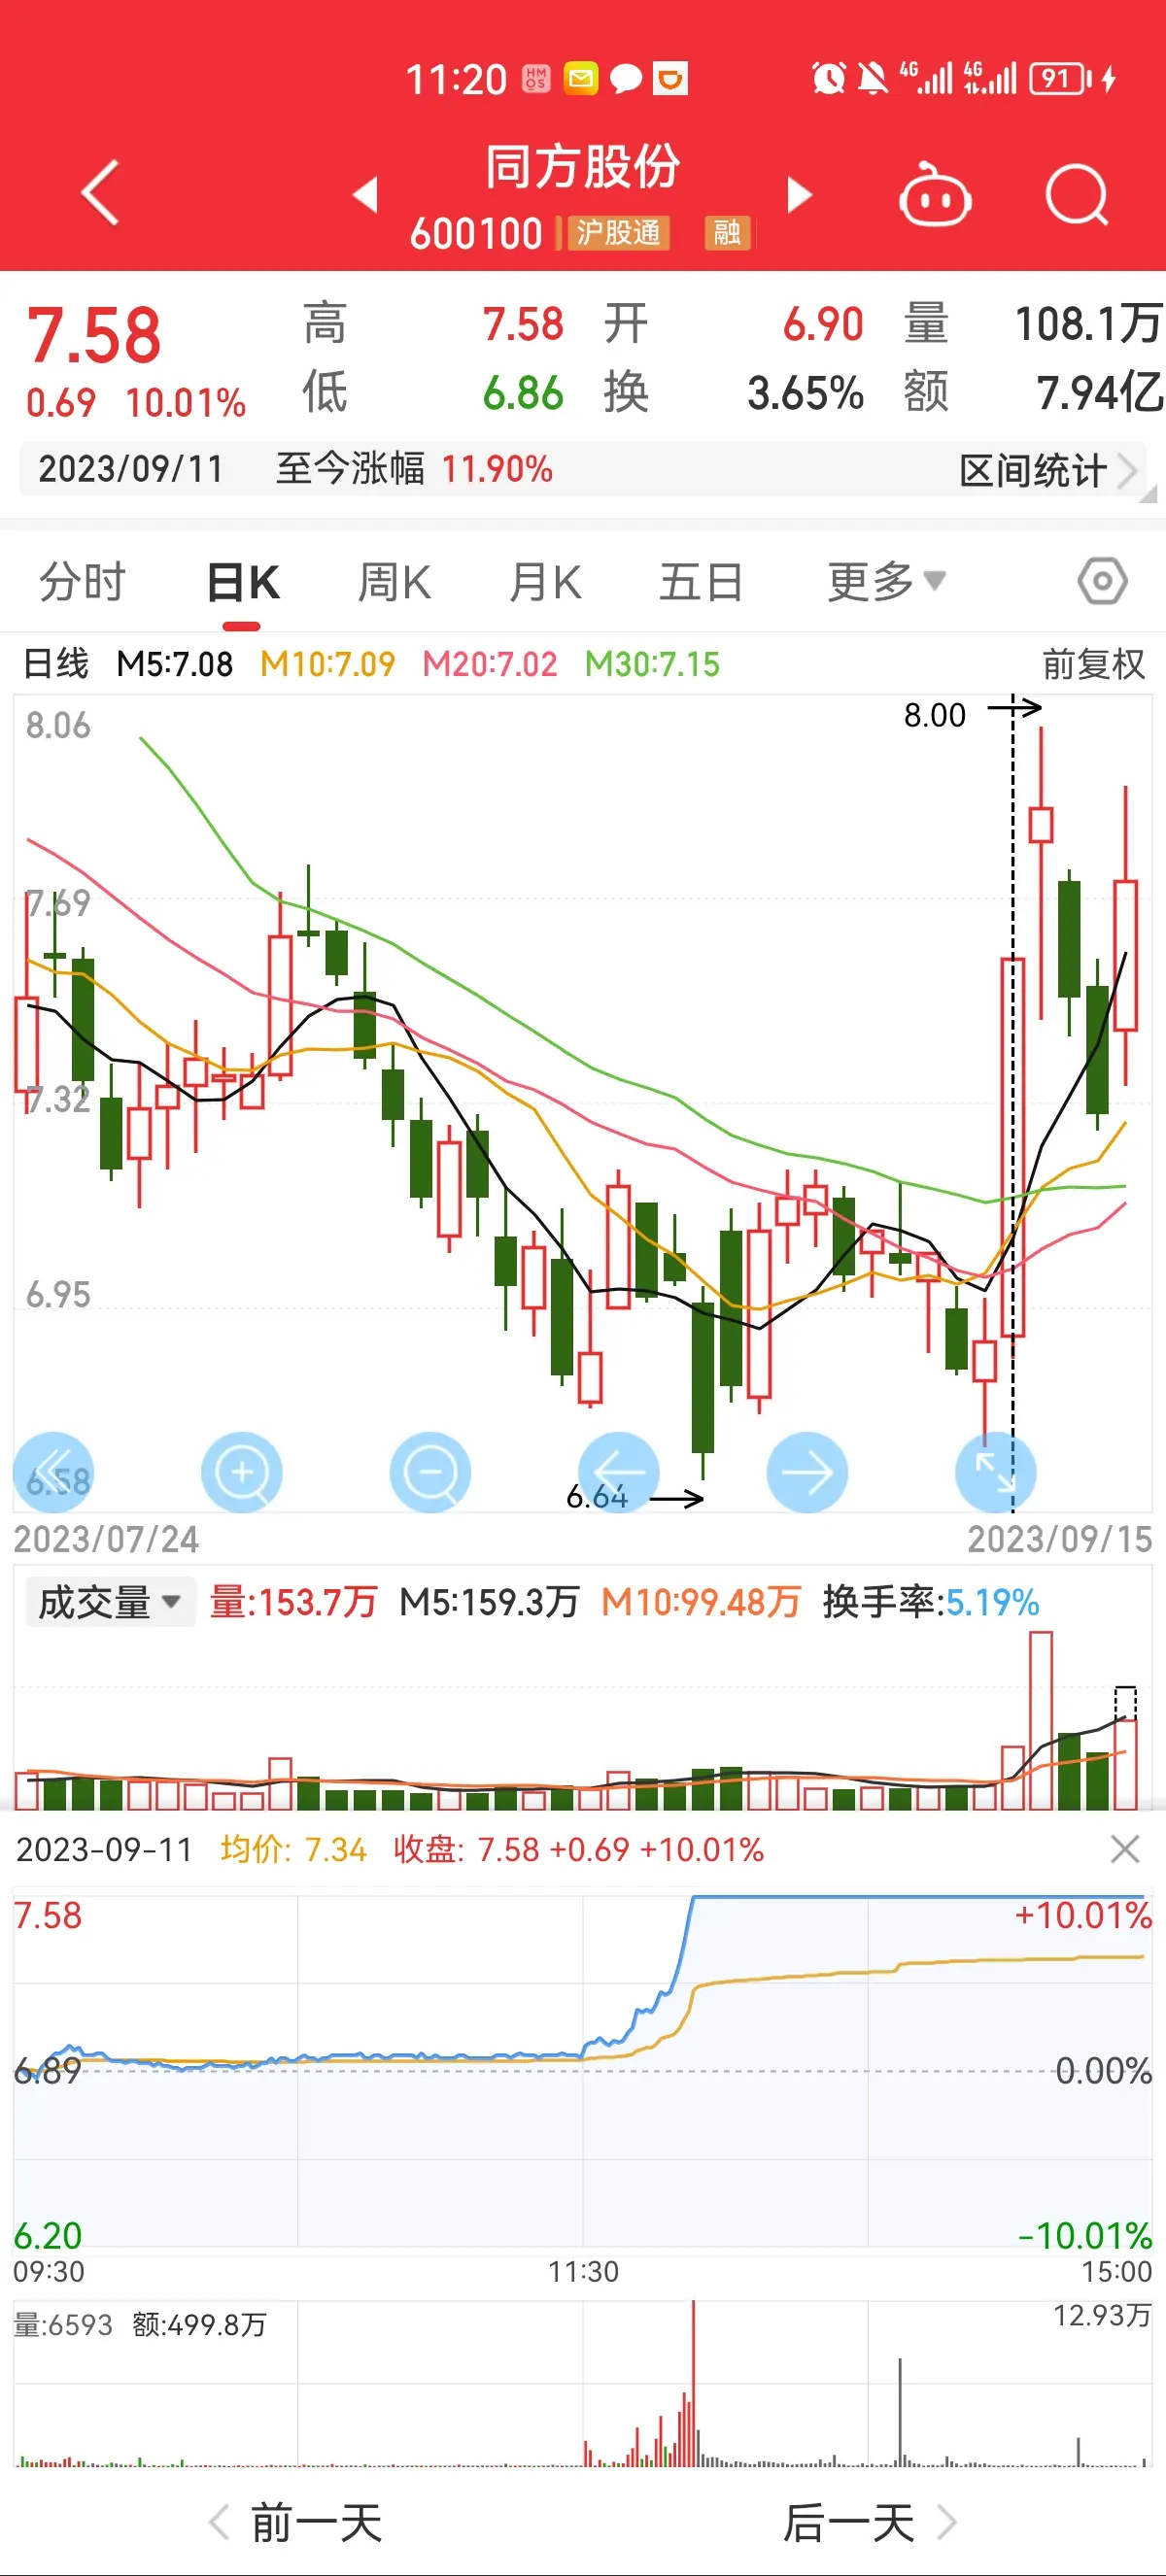 11:20 HM OS 4G 4G 91
同方股份
600100 沪股通 融
7.58 高 7.58 开 6.90 量 108.1万
0.69 10.01% 低 6.86 换 3.65% 额 7.94亿
2023/09/11 至今涨幅 11.90% 区间统计
分时 日K 周K 月K 五日 更多
日线 M5:7.08 M10:7.09 M20:7.02 M30:7.15 前复权
8.06
8.00
7.69
7.32
6.95
6.58
6.64
2023/07/24 2023/09/15
成交量 量:153.7万 M5:159.3万 M10:99.48万 换手率:5.19%
2023-09-11 均价: 7.34 收盘: 7.58 +0.69 +10.01%
7.58 +10.01%
6.89 0.00%
6.20 -10.01%
09:30 11:30 15:00
量:6593 额:499.8万 12.93万
前一天 后一天